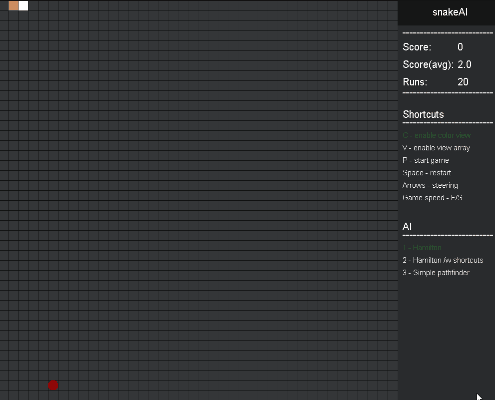 snakeAI
Score: 0
Score(avg): 2.0
Runs: 20
Shortcuts
C - enable color view
V - enable view array
P - start game
Space - restart
Arrows - steering
Game speed - F/S
AI
1 - Hamilton
2 - Hamilton /w shortcuts
3 - Simple pathfinder